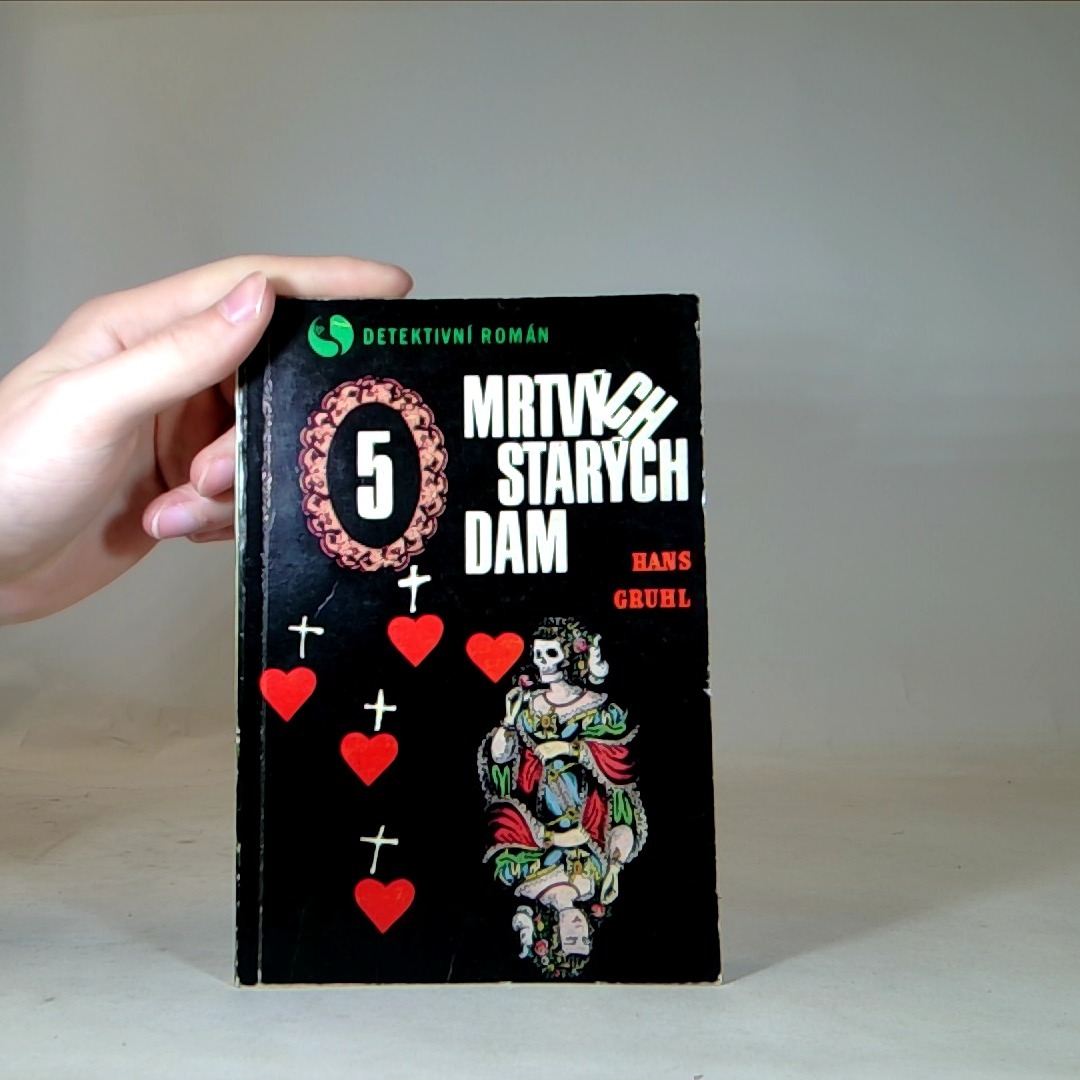 DETEKTIVNÍ ROMÁN
5
MRTVÝCH
STARÝCH
DAM
HANS
GRUHL